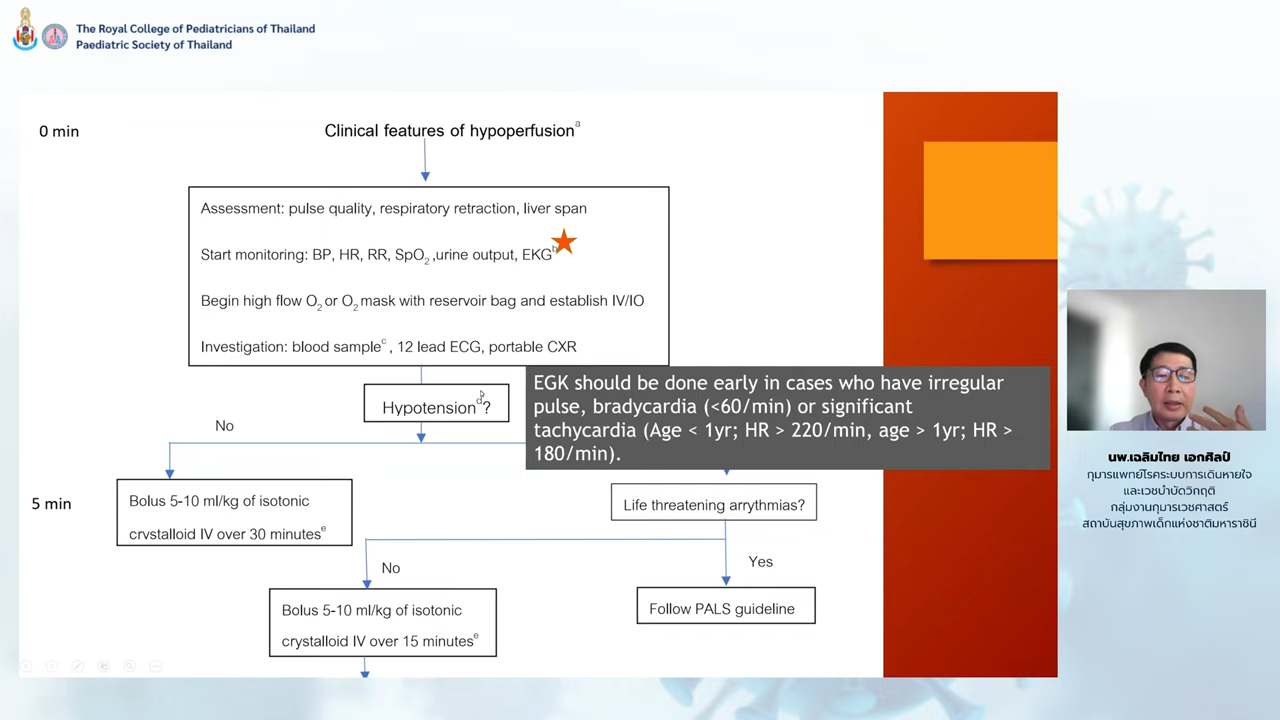 The Royal College of Pediatricians of Thailand
Paediatric Society of Thailand
0 min
Clinical features of hypoperfusionª
Assessment: pulse quality, respiratory retraction, liver span
Start monitoring: BP, HR, RR, SpO₂ ,urine output, EKGᵇ
Begin high flow O₂ or O₂ mask with reservoir bag and establish IV/IO
Investigation: blood sampleᶜ , 12 lead ECG, portable CXR
Hypotensionᵈ?
EGK should be done early in cases who have irregular
pulse, bradycardia (<60/min) or significant
tachycardia (Age < 1yr; HR > 220/min, age > 1yr; HR >
180/min).
No
5 min
Bolus 5-10 ml/kg of isotonic
crystalloid IV over 30 minutesᵉ
Life threatening arrythmias?
No
Yes
Bolus 5-10 ml/kg of isotonic
crystalloid IV over 15 minutesᵉ
Follow PALS guideline
นพ.เฉลิมไทย เอกศิลป์
กุมารแพทย์โรคระบบการเดินหายใจ
และเวชบำบัดวิกฤติ
กลุ่มงานกุมารเวชศาสตร์
สถาบันสุขภาพเด็กแห่งชาติมหาราชินี